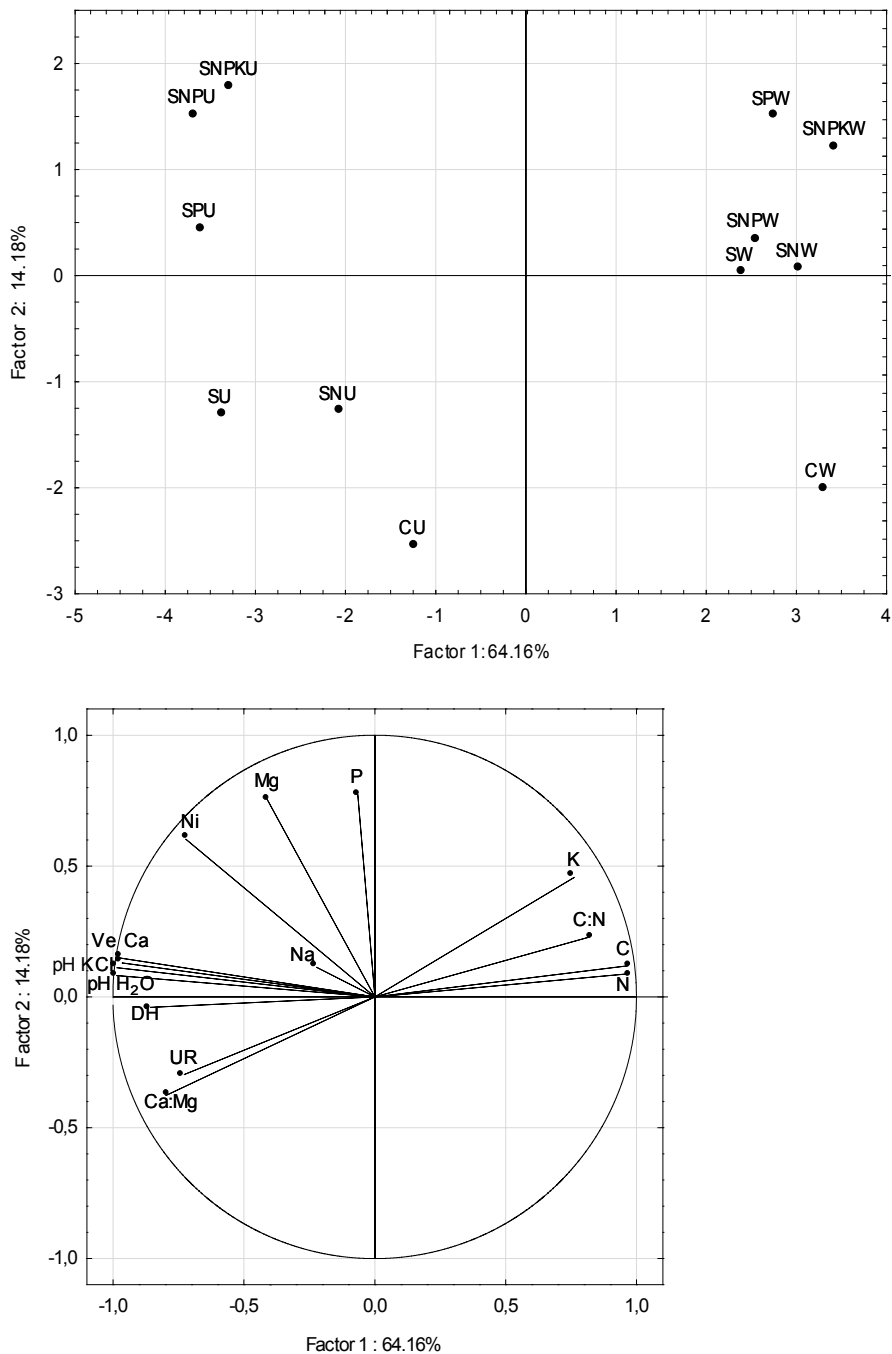 2
1
0
-1
-2
-3
Factor 2: 14.18%
SNPKU
SNPU
SPW
SNPKW
SPU
SNPW
SW
SNW
SU
SNU
CW
CU
-5 -4 -3 -2 -1 0 1 2 3 4
Factor 1:64.16%
1,0
0,5
0,0
-0,5
-1,0
Factor 2 : 14.18%
Mg
P
Ni
K
C:N
Ve Ca
Na
C
pH KCl
N
pH H₂O
DH
UR
Ca:Mg
-1,0 -0,5 0,0 0,5 1,0
Factor 1 : 64.16%